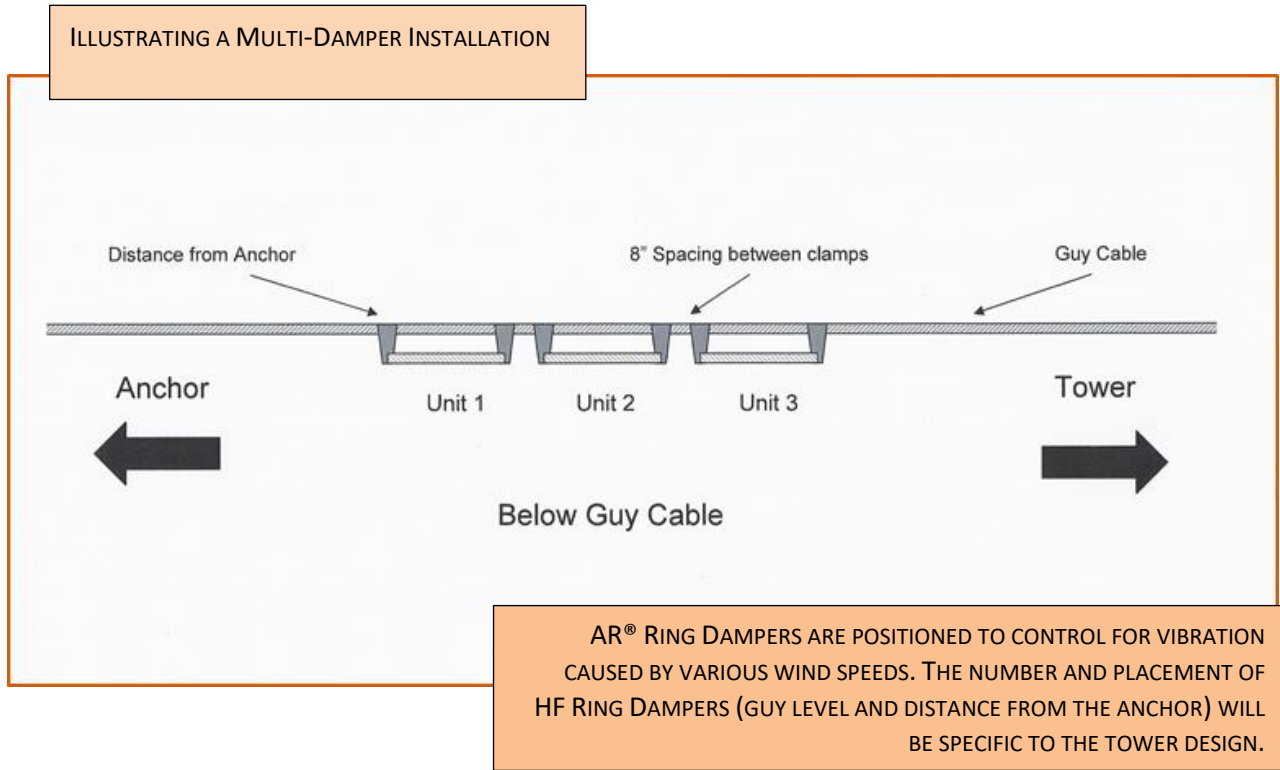 ILLUSTRATING A MULTI-DAMPER INSTALLATION
Distance from Anchor
8" Spacing between clamps
Guy Cable
Anchor
Unit 1
Unit 2
Unit 3
Tower
Below Guy Cable
AR® RING DAMPERS ARE POSITIONED TO CONTROL FOR VIBRATION
CAUSED BY VARIOUS WIND SPEEDS. THE NUMBER AND PLACEMENT OF
HF RING DAMPERS (GUY LEVEL AND DISTANCE FROM THE ANCHOR) WILL
BE SPECIFIC TO THE TOWER DESIGN.